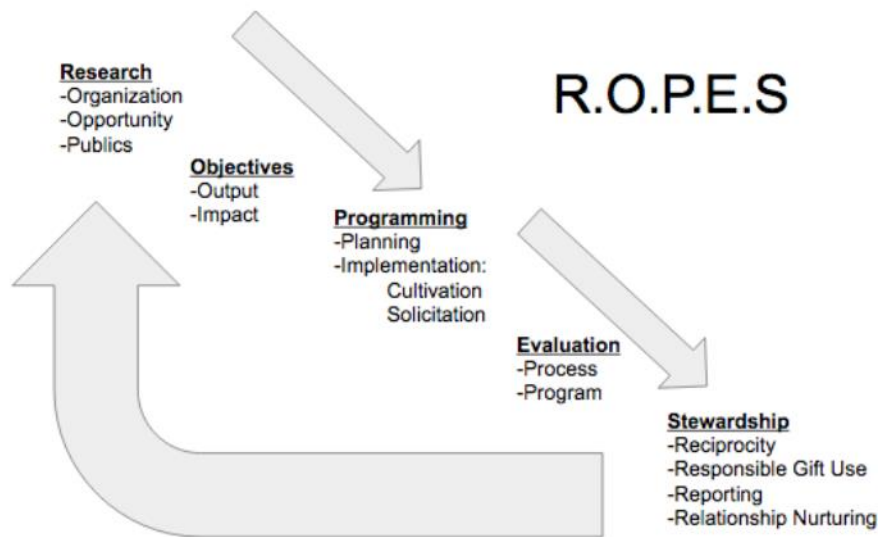 R.O.P.E.S
Research
-Organization
-Opportunity
-Publics
Objectives
-Output
-Impact
Programming
-Planning
-Implementation:
Cultivation
Solicitation
Evaluation
-Process
-Program
Stewardship
-Reciprocity
-Responsible Gift Use
-Reporting
-Relationship Nurturing